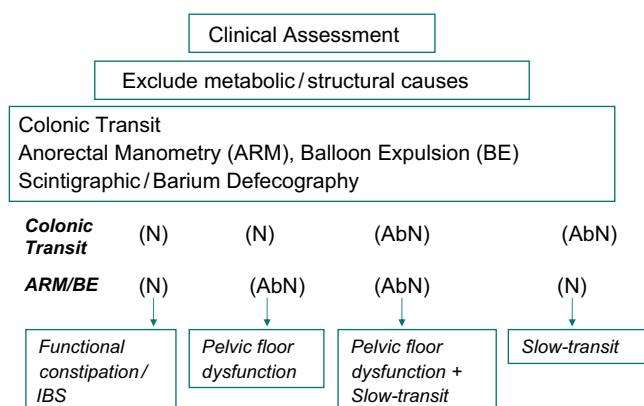 Clinical Assessment
Exclude metabolic/structural causes
Colonic Transit
Anorectal Manometry (ARM), Balloon Expulsion (BE)
Scintigraphic/Barium Defecography
Colonic
Transit
(N) (N) (AbN) (AbN)
ARM/BE (N) (AbN) (AbN) (N)
Functional
constipation/
IBS
Pelvic floor
dysfunction
Pelvic floor
dysfunction +
Slow-transit
Slow-transit